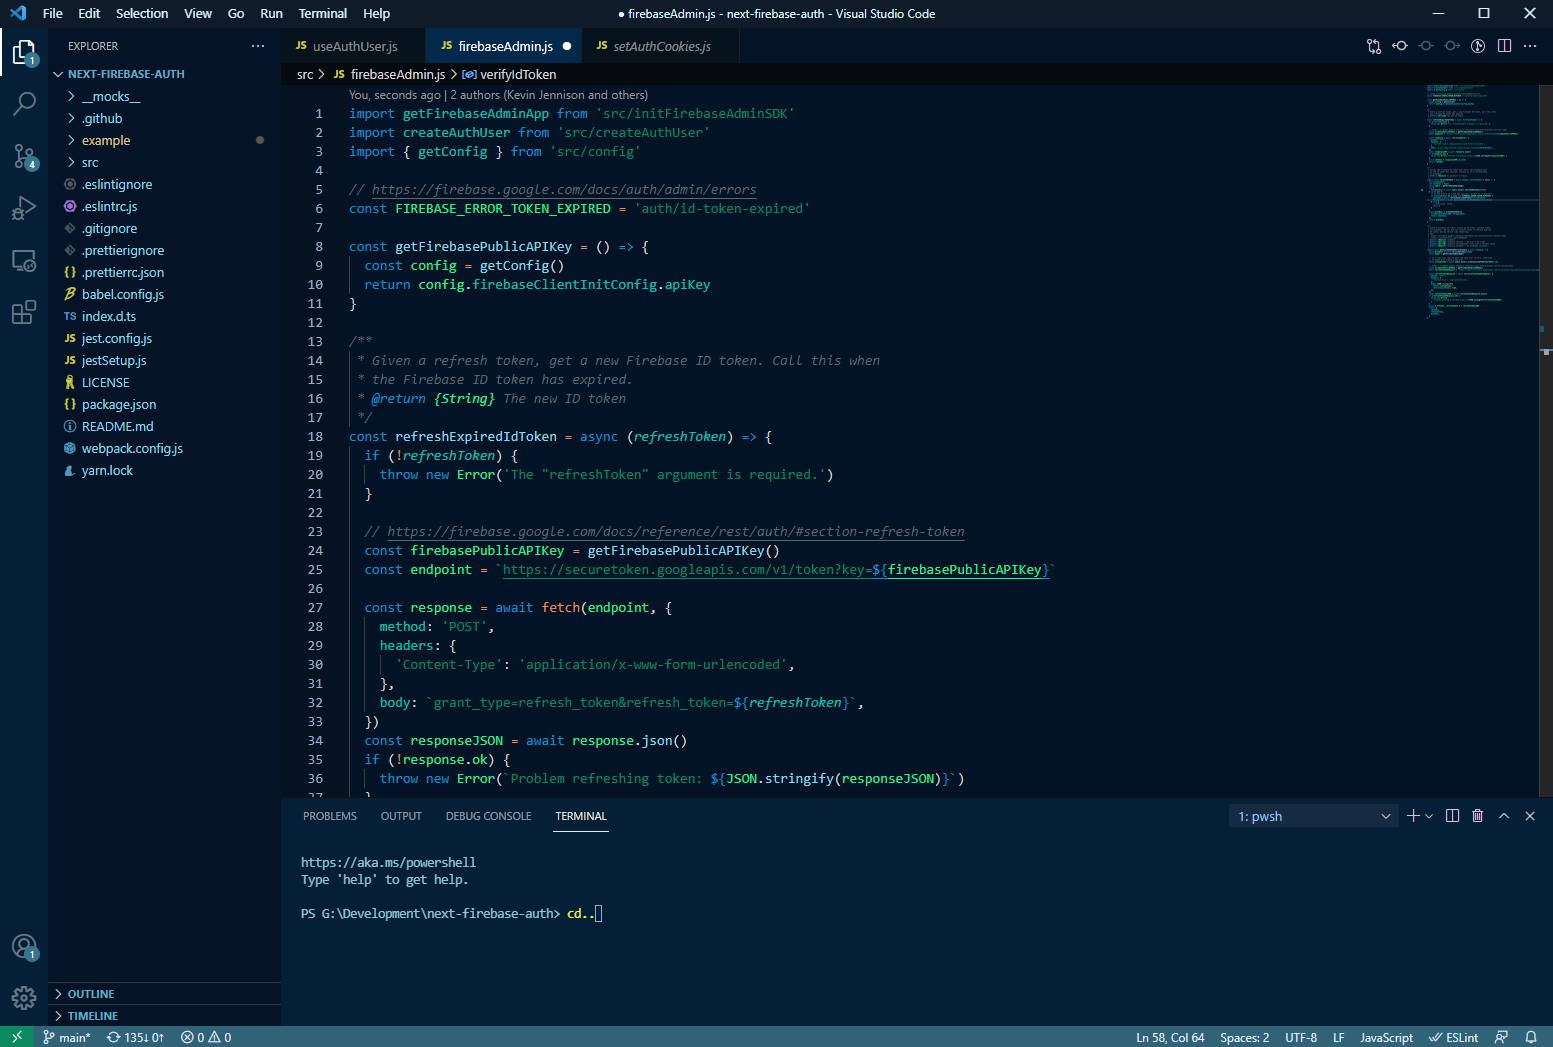 File Edit Selection View Go Run Terminal Help
● firebaseAdmin.js - next-firebase-auth - Visual Studio Code
EXPLORER
NEXT-FIREBASE-AUTH
__mocks__
.github
example
src
.eslintignore
.eslintrc.js
.gitignore
.prettierignore
{} .prettierrc.json
babel.config.js
TS index.d.ts
JS jest.config.js
JS jestSetup.js
LICENSE
{} package.json
README.md
webpack.config.js
yarn.lock
OUTLINE
TIMELINE
1
4
1
JS useAuthUser.js
JS firebaseAdmin.js ●
JS setAuthCookies.js
src > JS firebaseAdmin.js > verifyIdToken
You, seconds ago | 2 authors (Kevin Jennison and others)
1 import getFirebaseAdminApp from 'src/initFirebaseAdminSDK'
2 import createAuthUser from 'src/createAuthUser'
3 import { getConfig } from 'src/config'
4
5 // https://firebase.google.com/docs/auth/admin/errors
6 const FIREBASE_ERROR_TOKEN_EXPIRED = 'auth/id-token-expired'
7
8 const getFirebasePublicAPIKey = () => {
9 const config = getConfig()
10 return config.firebaseClientInitConfig.apiKey
11 }
12
13 /**
14 * Given a refresh token, get a new Firebase ID token. Call this when
15 * the Firebase ID token has expired.
16 * @return {String} The new ID token
17 */
18 const refreshExpiredIdToken = async (refreshToken) => {
19 if (!refreshToken) {
20 throw new Error('The "refreshToken" argument is required.')
21 }
22
23 // https://firebase.google.com/docs/reference/rest/auth/#section-refresh-token
24 const firebasePublicAPIKey = getFirebasePublicAPIKey()
25 const endpoint = `https://securetoken.googleapis.com/v1/token?key=${firebasePublicAPIKey}`
26
27 const response = await fetch(endpoint, {
28 method: 'POST',
29 headers: {
30 'Content-Type': 'application/x-www-form-urlencoded',
31 },
32 body: `grant_type=refresh_token&refresh_token=${refreshToken}`,
33 })
34 const responseJSON = await response.json()
35 if (!response.ok) {
36 throw new Error(`Problem refreshing token: ${JSON.stringify(responseJSON)}`)
37 }
PROBLEMS OUTPUT DEBUG CONSOLE TERMINAL
1: pwsh
https://aka.ms/powershell
Type 'help' to get help.
PS G:\Development\next-firebase-auth> cd..
main* 135↓ 0↑ 0 0
Ln 58, Col 64 Spaces: 2 UTF-8 LF JavaScript ESLint